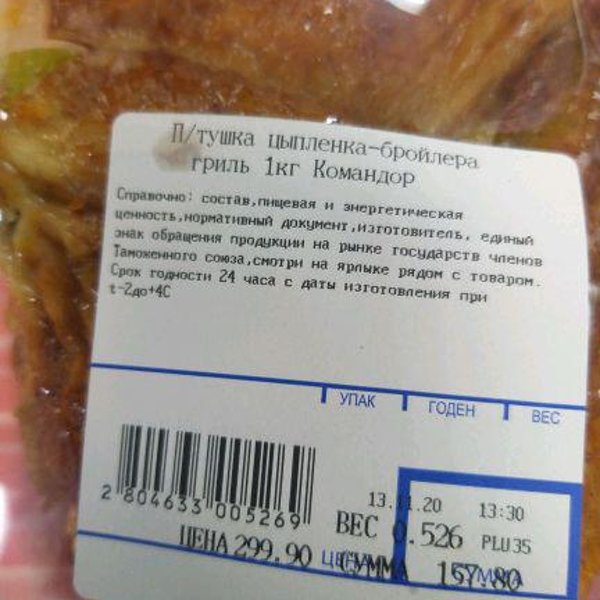 П/тушка цыпленка-бройлера
гриль 1кг Командор
Справочно: состав,пищевая и энергетическая
ценность,нормативный документ,изготовитель, единый
знак обращения продукции на рынке государств членов
Таможенного союза,смотри на ярлыке рядом с товаром.
Срок годности 24 часа с даты изготовления при
t-2до+4С
УПАК ГОДЕН ВЕС
13.11.20 13:30
2 804633 005269
ВЕС 0.526 PLU35
ЦЕНА 299.90 СУММА 157.80